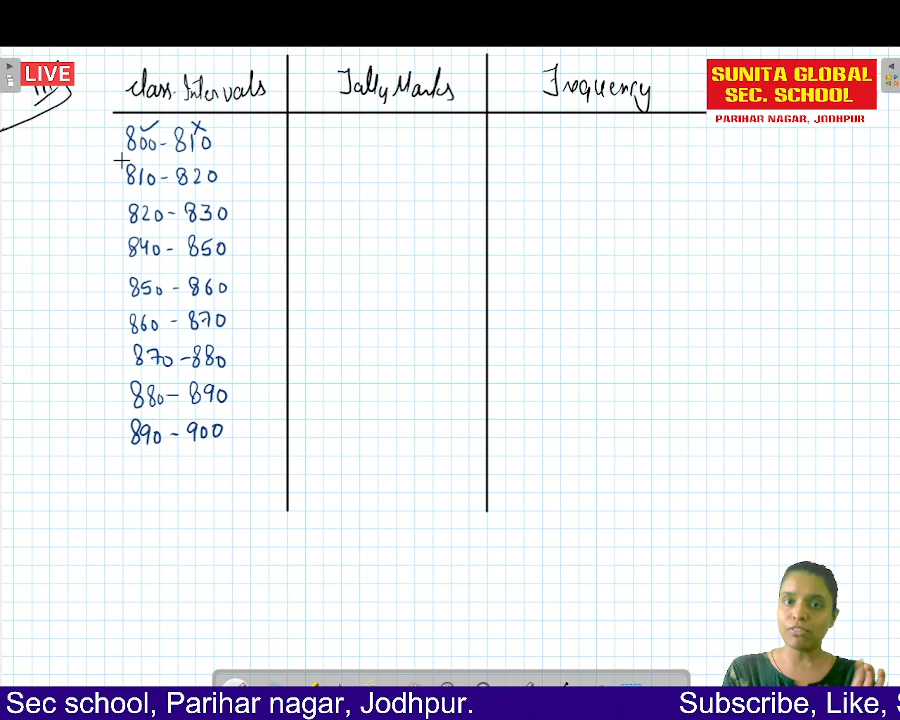 LIVE
Class Intervals Tally Marks Frequency
SUNITA GLOBAL
SEC. SCHOOL
PARIHAR NAGAR, JODHPUR
800 - 810
810 - 820
820 - 830
840 - 850
850 - 860
860 - 870
870 - 880
880 - 890
890 - 900
Sec school, Parihar nagar, Jodhpur. Subscribe, Like,